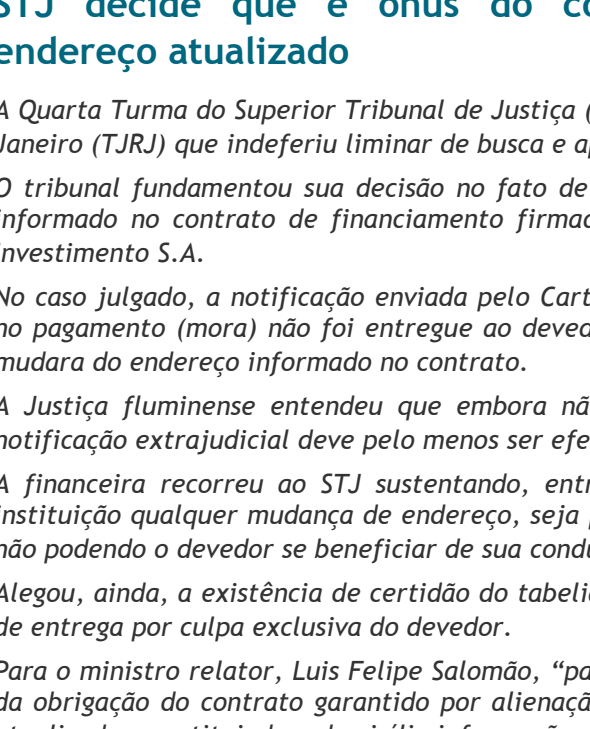 STJ decide que é ônus do co
endereço atualizado
A Quarta Turma do Superior Tribunal de Justiça (
Janeiro (TJRJ) que indeferiu liminar de busca e a
O tribunal fundamentou sua decisão no fato de
informado no contrato de financiamento firmad
Investimento S.A.
No caso julgado, a notificação enviada pelo Cart
no pagamento (mora) não foi entregue ao deved
mudara do endereço informado no contrato.
A Justiça fluminense entendeu que embora nã
notificação extrajudicial deve pelo menos ser efe
A financeira recorreu ao STJ sustentando, entr
instituição qualquer mudança de endereço, seja
não podendo o devedor se beneficiar de sua condu
Alegou, ainda, a existência de certidão do tabeli
de entrega por culpa exclusiva do devedor.
Para o ministro relator, Luis Felipe Salomão, “pa
da obrigação do contrato garantido por alienaçã